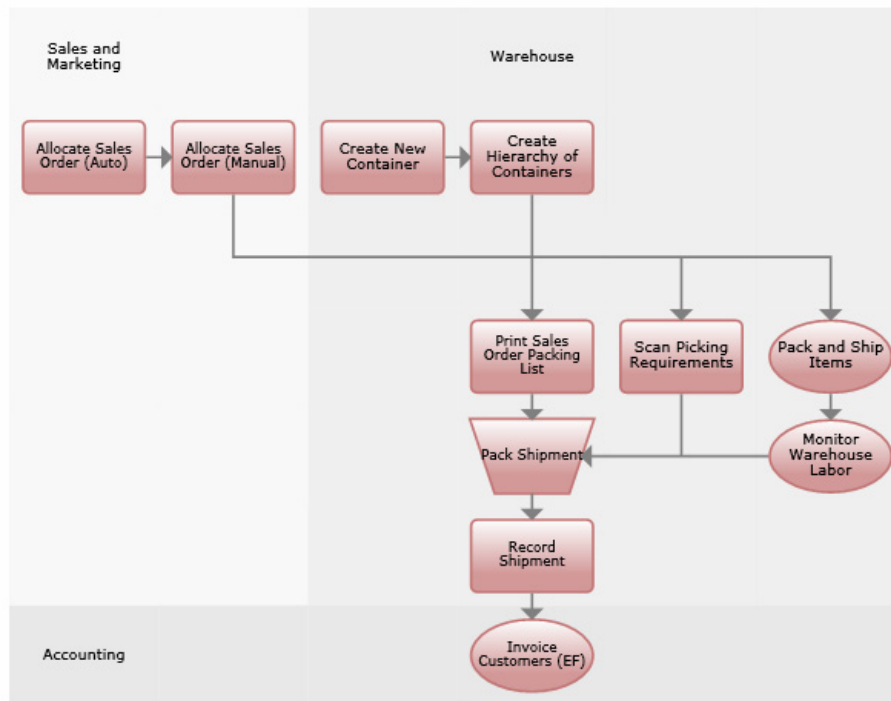 Sales and
Marketing
Warehouse
Allocate Sales
Order (Auto)
Allocate Sales
Order (Manual)
Create New
Container
Create
Hierarchy of
Containers
Print Sales
Order Packing
List
Scan Picking
Requirements
Pack and Ship
Items
Pack Shipment
Monitor
Warehouse
Labor
Record
Shipment
Accounting
Invoice
Customers (EF)